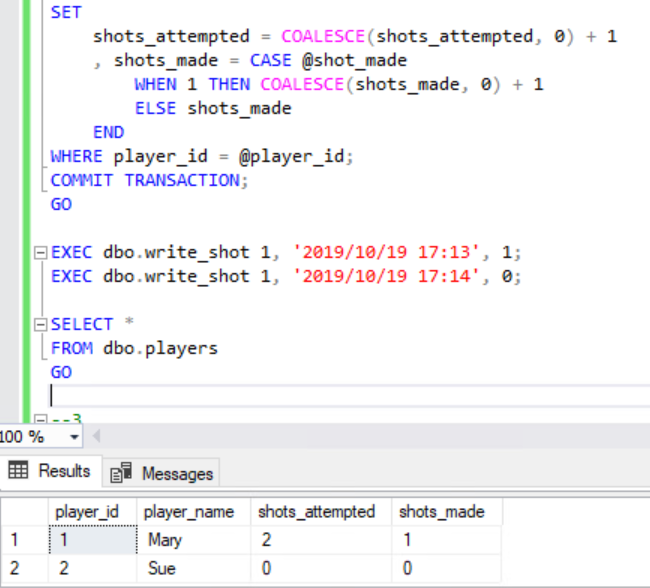 SET
shots_attempted = COALESCE(shots_attempted, 0) + 1
, shots_made = CASE @shot_made
WHEN 1 THEN COALESCE(shots_made, 0) + 1
ELSE shots_made
END
WHERE player_id = @player_id;
COMMIT TRANSACTION;
GO
EXEC dbo.write_shot 1, '2019/10/19 17:13', 1;
EXEC dbo.write_shot 1, '2019/10/19 17:14', 0;
SELECT *
FROM dbo.players
GO
--3
100 %
Results Messages
player_id player_name shots_attempted shots_made
1 1 Mary 2 1
2 2 Sue 0 0